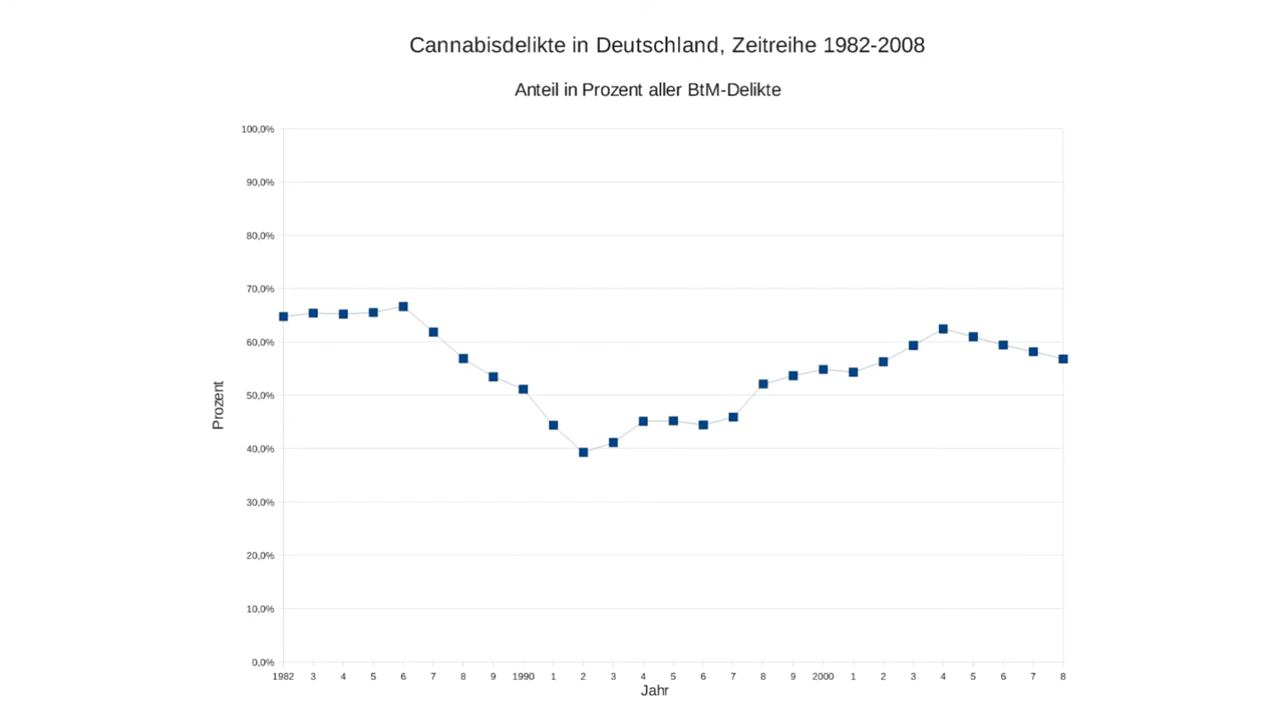 Cannabisdelikte in Deutschland, Zeitreihe 1982-2008
Anteil in Prozent aller BtM-Delikte
100,0%
90,0%
80,0%
70,0%
60,0%
50,0%
40,0%
30,0%
20,0%
10,0%
0,0%
Prozent
1982 3 4 5 6 7 8 9 1990 1 2 3 4 5 6 7 8 9 2000 1 2 3 4 5 6 7 8
Jahr